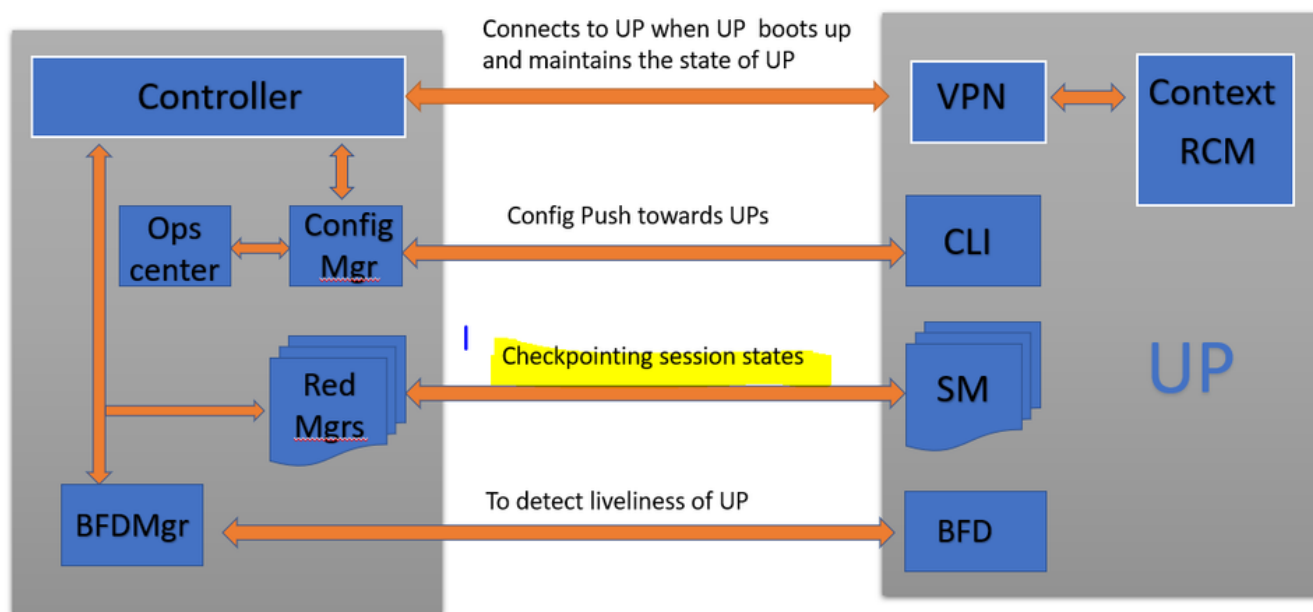 Connects to UP when UP boots up
and maintains the state of UP
Controller
VPN
Context
RCM
Ops
center
Config
Mgr
Config Push towards UPs
CLI
Checkpointing session states
Red
Mgrs
SM
UP
To detect liveliness of UP
BFDMgr
BFD